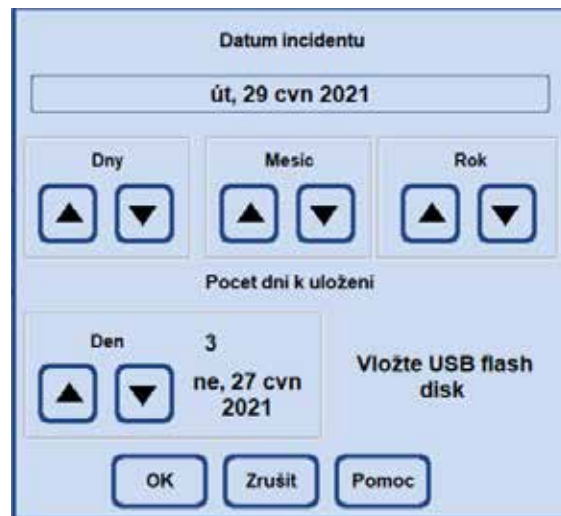 Datum incidentu
út, 29 cvn 2021
Dny
Mesic
Rok
Pocet dni k uložení
Den
3
ne, 27 cvn
2021
Vložte USB flash
disk
OK
Zrušit
Pomoc